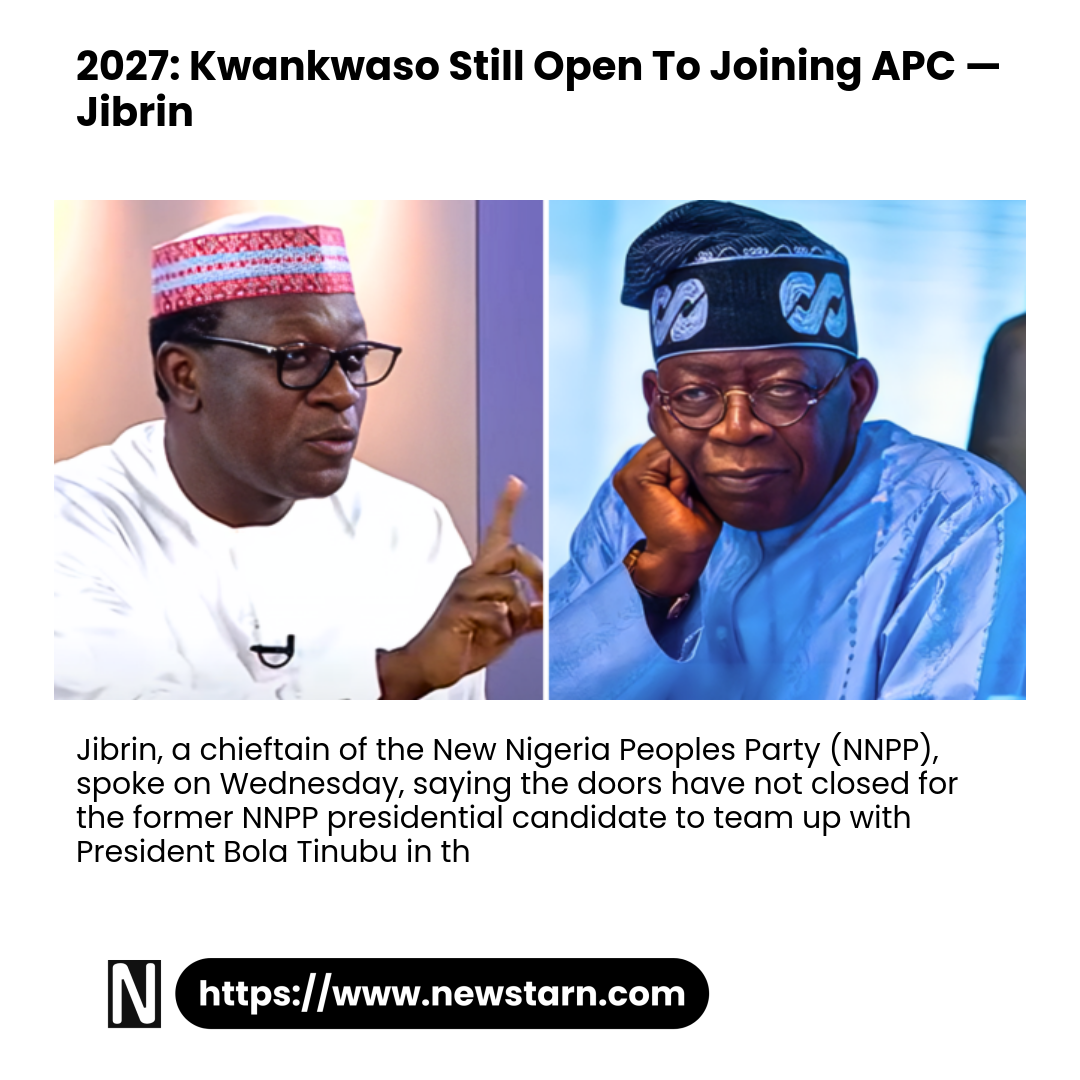 2027: Kwankwaso Still Open To Joining APC —
Jibrin
Jibrin, a chieftain of the New Nigeria Peoples Party (NNPP),
spoke on Wednesday, saying the doors have not closed for
the former NNPP presidential candidate to team up with
President Bola Tinubu in th
N
https://www.newstarn.com